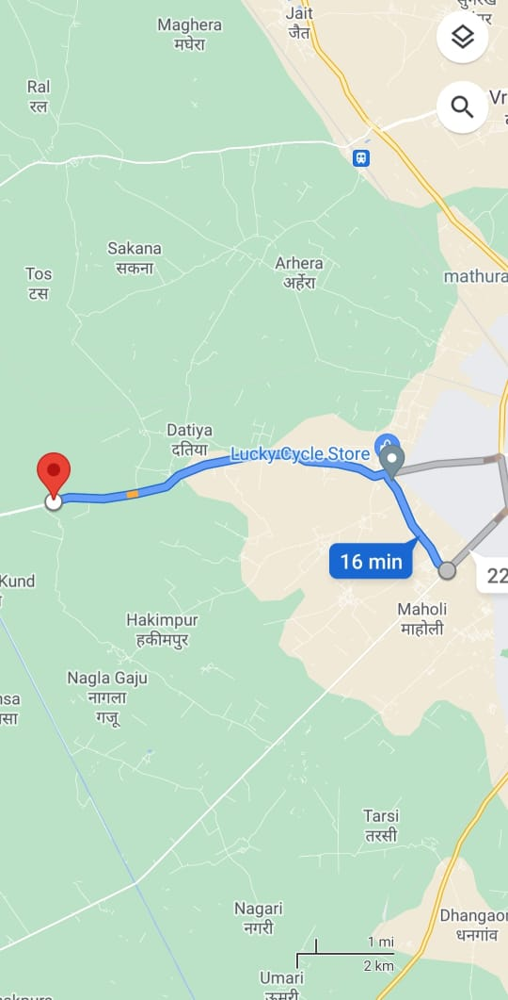 Maghera
मघेरा
Jait
जैत
Ral
रल
Vr
Sakana
सकना
Arhera
अर्हेरा
Tos
टस
mathura
Datiya
दतिया
Lucky Cycle Store
16 min
22
Kund
Maholi
माहोली
Hakimpur
हकीमपुर
Nagla Gaju
नागला
गजू
nsa
सा
Tarsi
तरसी
Nagari
नगरी
Dhangaon
धनगांव
1 mi
2 km
Umari
ऊमरी